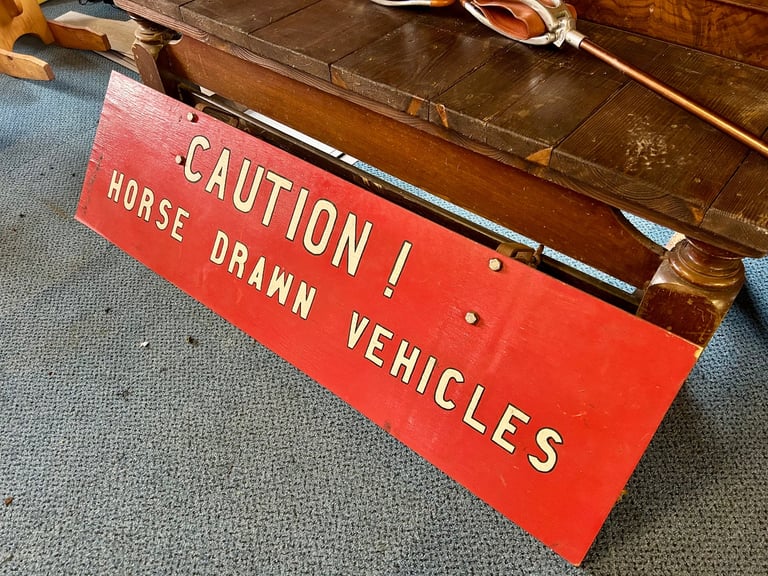 CAUTION !
HORSE DRAWN VEHICLES